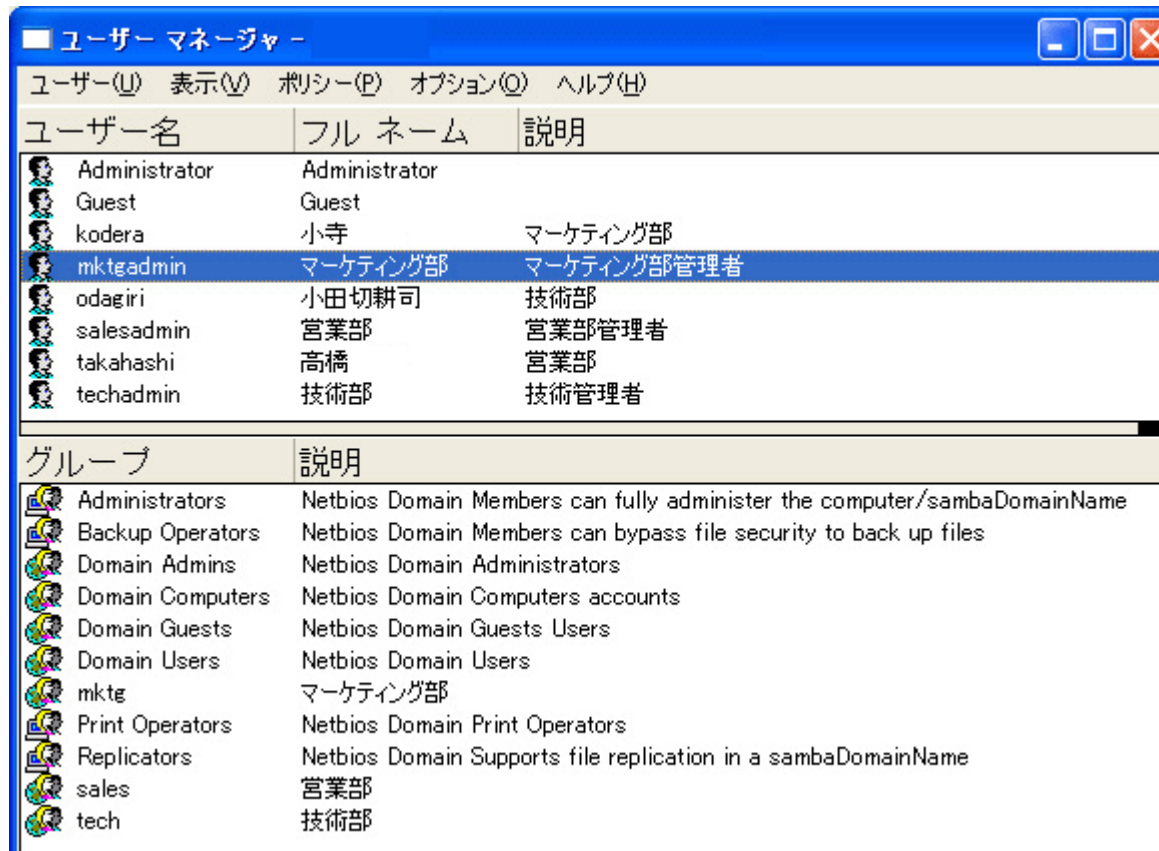 ユーザー マネージャ -
ユーザー(U) 表示(V) ポリシー(P) オプション(O) ヘルプ(H)
ユーザー名 フル ネーム 説明
Administrator Administrator
Guest Guest
kodera 小寺 マーケティング部
mktgadmin マーケティング部 マーケティング部管理者
odagiri 小田切耕司 技術部
salesadmin 営業部 営業部管理者
takahashi 高橋 営業部
techadmin 技術部 技術管理者
グループ 説明
Administrators Netbios Domain Members can fully administer the computer/sambaDomainName
Backup Operators Netbios Domain Members can bypass file security to back up files
Domain Admins Netbios Domain Administrators
Domain Computers Netbios Domain Computers accounts
Domain Guests Netbios Domain Guests Users
Domain Users Netbios Domain Users
mktg マーケティング部
Print Operators Netbios Domain Print Operators
Replicators Netbios Domain Supports file replication in a sambaDomainName
sales 営業部
tech 技術部